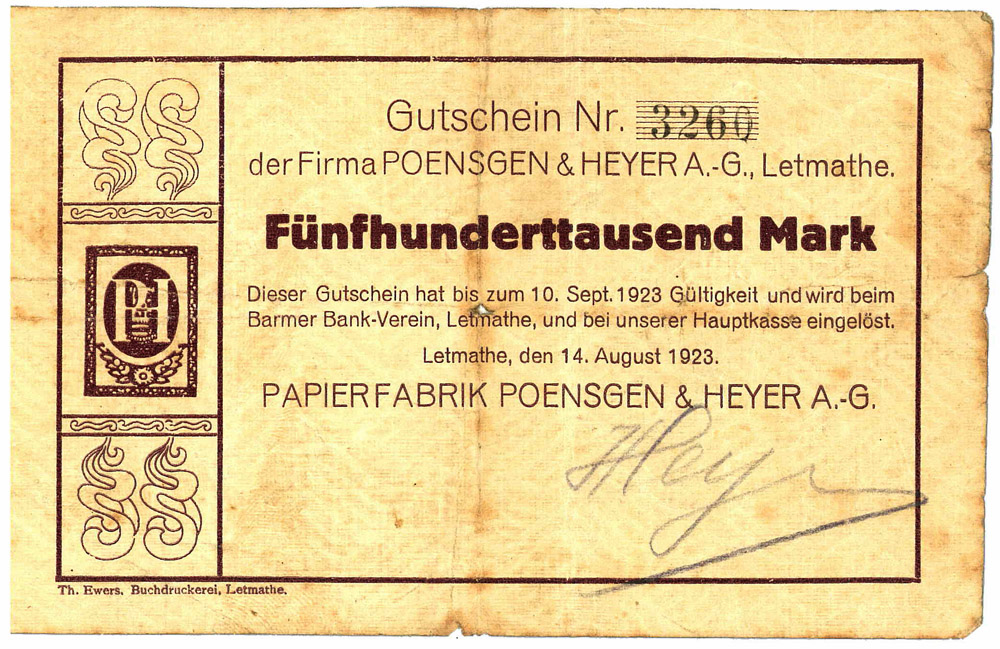 Gutschein Nr. 3260
der Firma POENSGEN & HEYER A.-G., Letmathe.
Fünfhunderttausend Mark
Dieser Gutschein hat bis zum 10. Sept. 1923 Gültigkeit und wird beim
Barmer Bank-Verein, Letmathe, und bei unserer Hauptkasse eingelöst.
Letmathe, den 14. August 1923.
PAPIERFABRIK POENSGEN & HEYER A.-G.
Heyer
PH
Th. Ewers, Buchdruckerei, Letmathe.